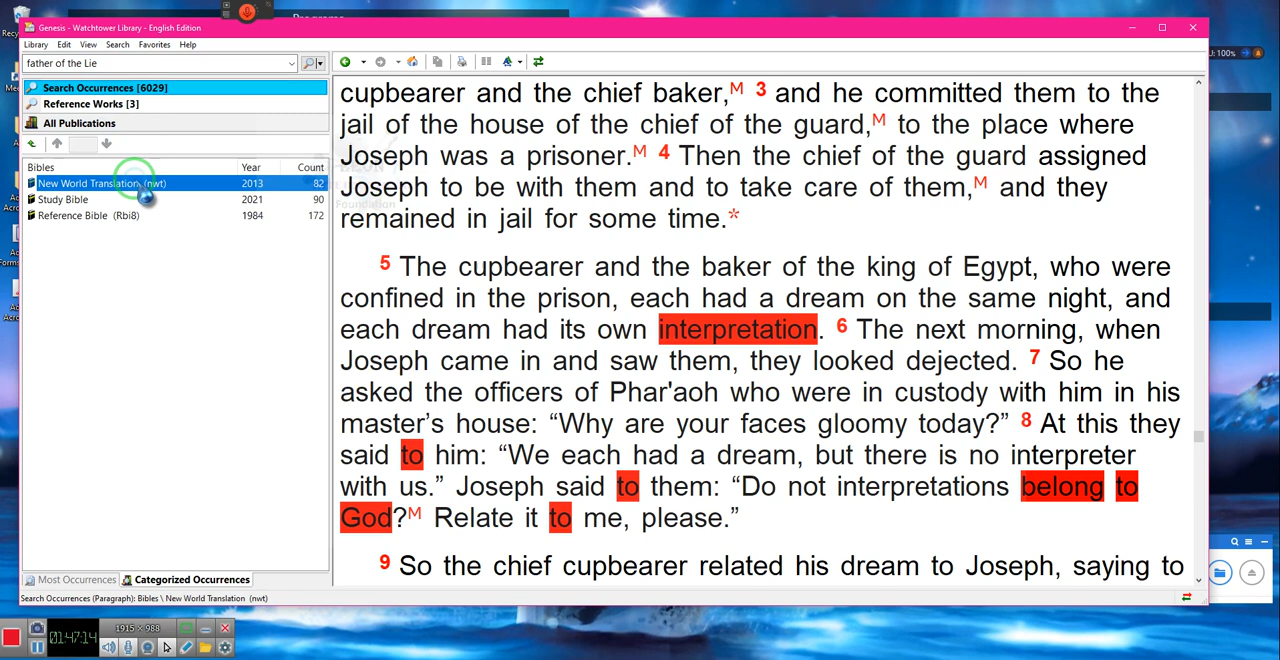 Genesis - Watchtower Library - English Edition
Library Edit View Search Favorites Help
father of the Lie
Search Occurrences [6029]
Reference Works [3]
All Publications
Bibles Year Count
New World Translation (nwt) 2013 82
Study Bible 2021 90
Reference Bible (Rbi8) 1984 172
Most Occurrences Categorized Occurrences
Search Occurrences (Paragraph): Bibles \ New World Translation (nwt)
cupbearer and the chief baker,M 3 and he committed them to the
jail of the house of the chief of the guard,M to the place where
Joseph was a prisoner.M 4 Then the chief of the guard assigned
Joseph to be with them and to take care of them,M and they
remained in jail for some time.*
5 The cupbearer and the baker of the king of Egypt, who were
confined in the prison, each had a dream on the same night, and
each dream had its own interpretation. 6 The next morning, when
Joseph came in and saw them, they looked dejected. 7 So he
asked the officers of Phar'aoh who were in custody with him in his
master’s house: “Why are your faces gloomy today?” 8 At this they
said to him: “We each had a dream, but there is no interpreter
with us.” Joseph said to them: “Do not interpretations belong to
God?M Relate it to me, please.”
9 So the chief cupbearer related his dream to Joseph, saying to
Foundation
J: 100%
1915 × 988
01:47:14